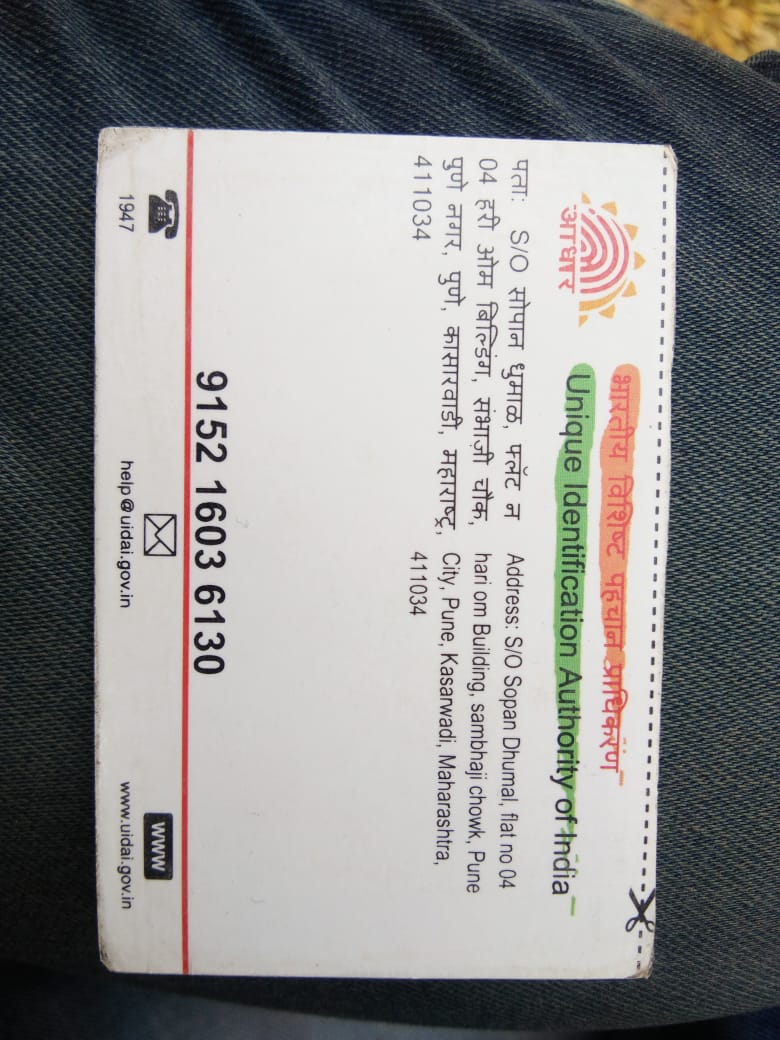 भारतीय विशिष्ट पहचान प्राधिकरण
Unique Identification Authority of India
आधार
पता: S/O सोपान धुमाळ, फ्लॅट न
04 हरी ओम बिल्डिंग, संभाजी चौक,
पुणे नगर, पुणे, कासारवाडी, महाराष्ट्र,
411034
Address: S/O Sopan Dhumal, flat no 04
hari om Building, sambhaji chowk, Pune
City, Pune, Kasarwadi, Maharashtra,
411034
9152 1603 6130
1947
help@uidai.gov.in
www
www.uidai.gov.in